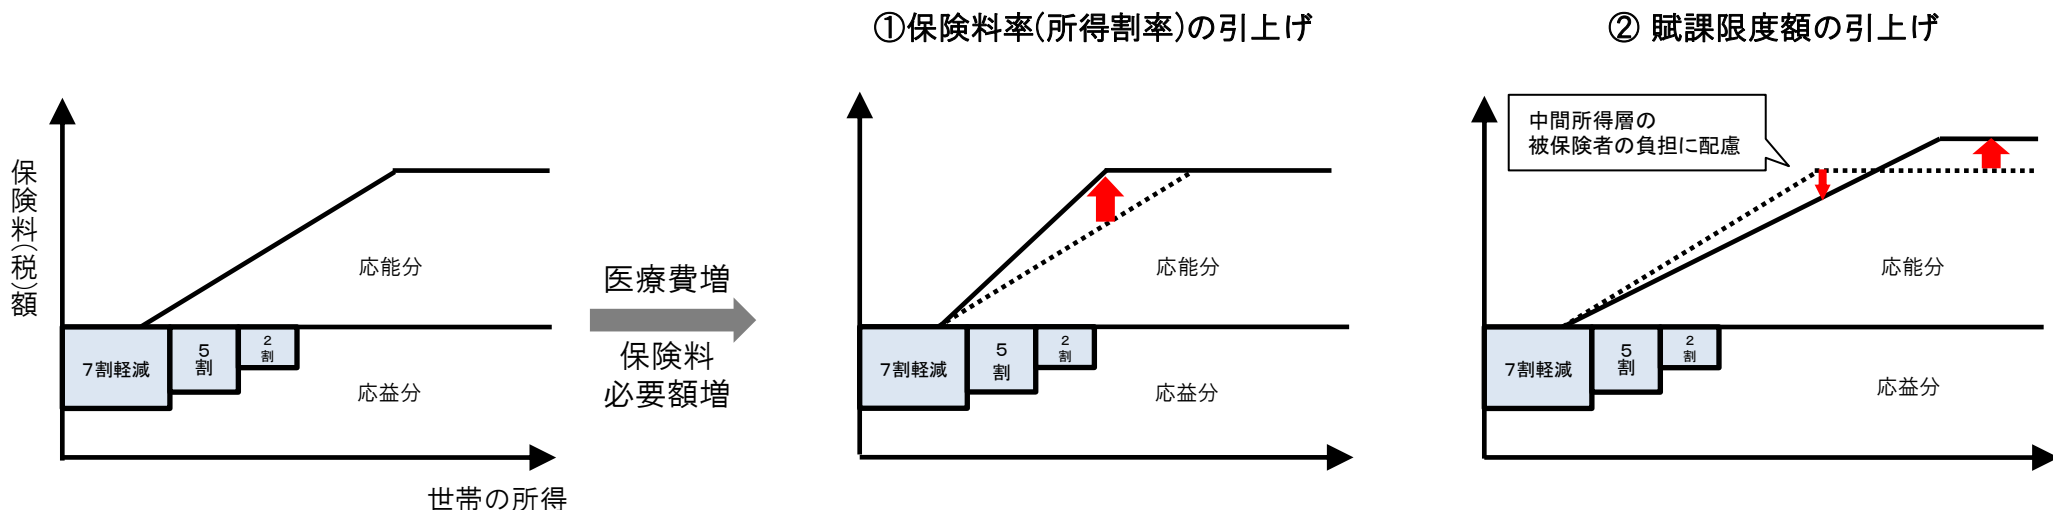 保険料(税)額
応能分
7割軽減
5
割
2
割
応益分
世帯の所得
医療費増
保険料
必要額増
①保険料率(所得割率)の引上げ
応能分
7割軽減
5
割
2
割
応益分
② 賦課限度額の引上げ
中間所得層の
被保険者の負担に配慮
応能分
7割軽減
5
割
2
割
応益分